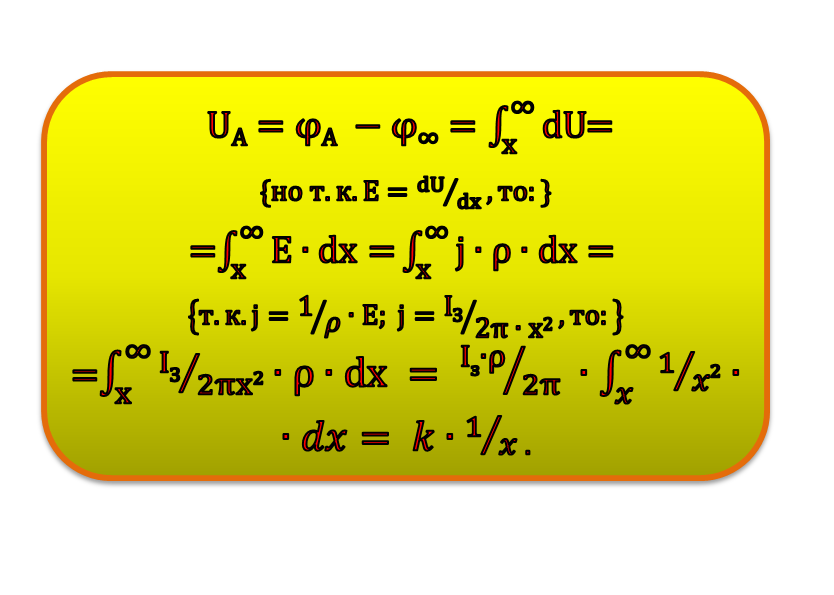 U_A = φ_A − φ_∞ = ∫_x^∞ dU=
{но т. к. E = dU/dx , то: }
=∫_x^∞ E · dx = ∫_x^∞ j · ρ · dx =
{т. к. j = 1/ρ · E; j = I_з/2π · x² , то: }
=∫_x^∞ I_з/2πx² · ρ · dx = I_з·ρ/2π · ∫_x^∞ 1/x² ·
· dx = k · 1/x .